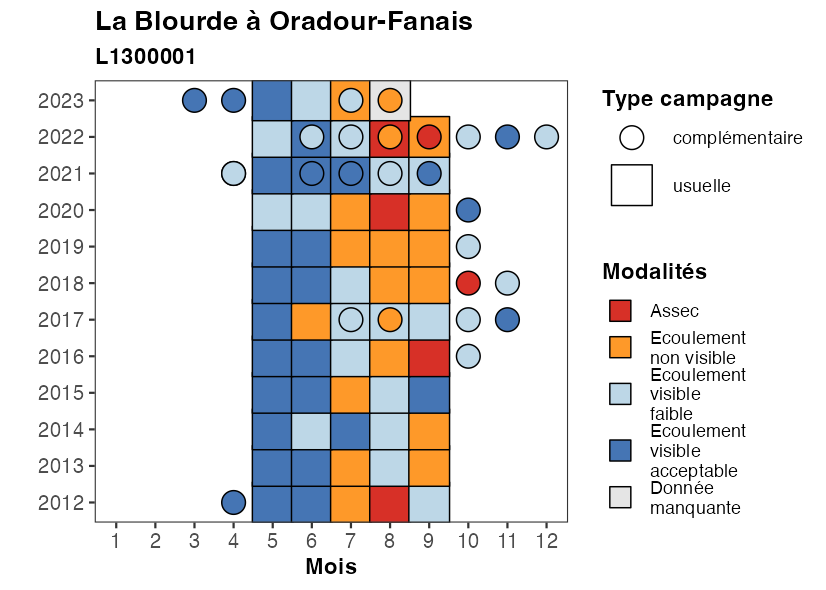 La Blourde à Oradour-Fanais
L1300001
2023
2022
2021
2020
2019
2018
2017
2016
2015
2014
2013
2012
1 2 3 4 5 6 7 8 9 10 11 12
Mois
Type campagne
complémentaire
usuelle
Modalités
Assec
Ecoulement
non visible
Ecoulement
visible
faible
Ecoulement
visible
acceptable
Donnée
manquante